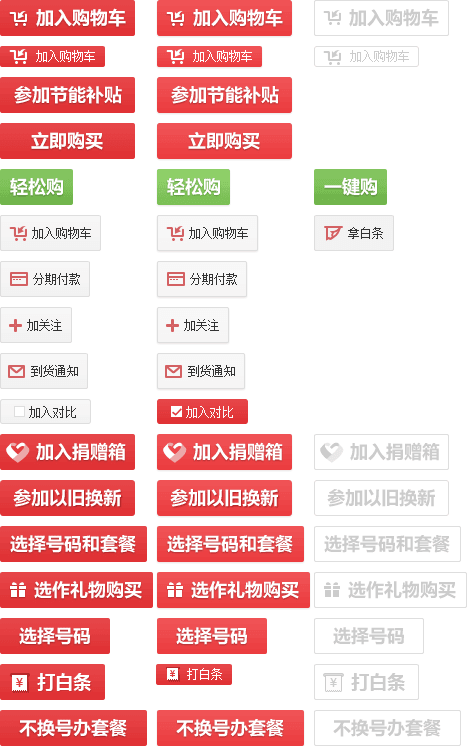 加入购物车 加入购物车 加入购物车
加入购物车 加入购物车 加入购物车
参加节能补贴 参加节能补贴
立即购买 立即购买
轻松购 轻松购 一键购
加入购物车 加入购物车 拿白条
分期付款 分期付款
加关注 加关注
到货通知 到货通知
加入对比 加入对比
加入捐赠箱 加入捐赠箱 加入捐赠箱
参加以旧换新 参加以旧换新 参加以旧换新
选择号码和套餐 选择号码和套餐 选择号码和套餐
选作礼物购买 选作礼物购买 选作礼物购买
选择号码 选择号码 选择号码
¥ 打白条 ¥ 打白条 ¥ 打白条
不换号办套餐 不换号办套餐 不换号办套餐